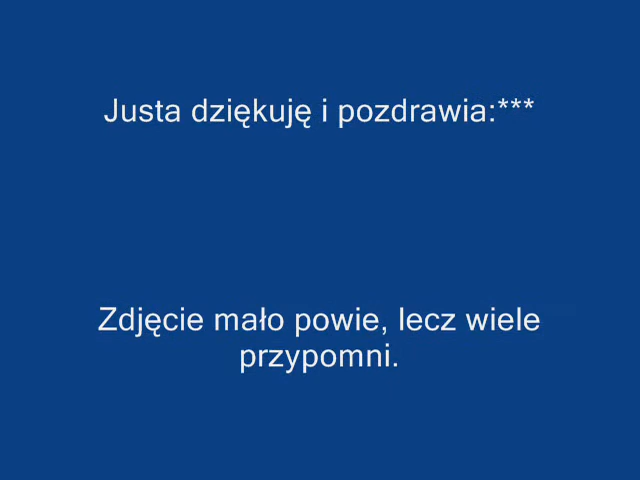 Justa dziękuję i pozdrawia:***
Zdjęcie mało powie, lecz wiele
przypomni.